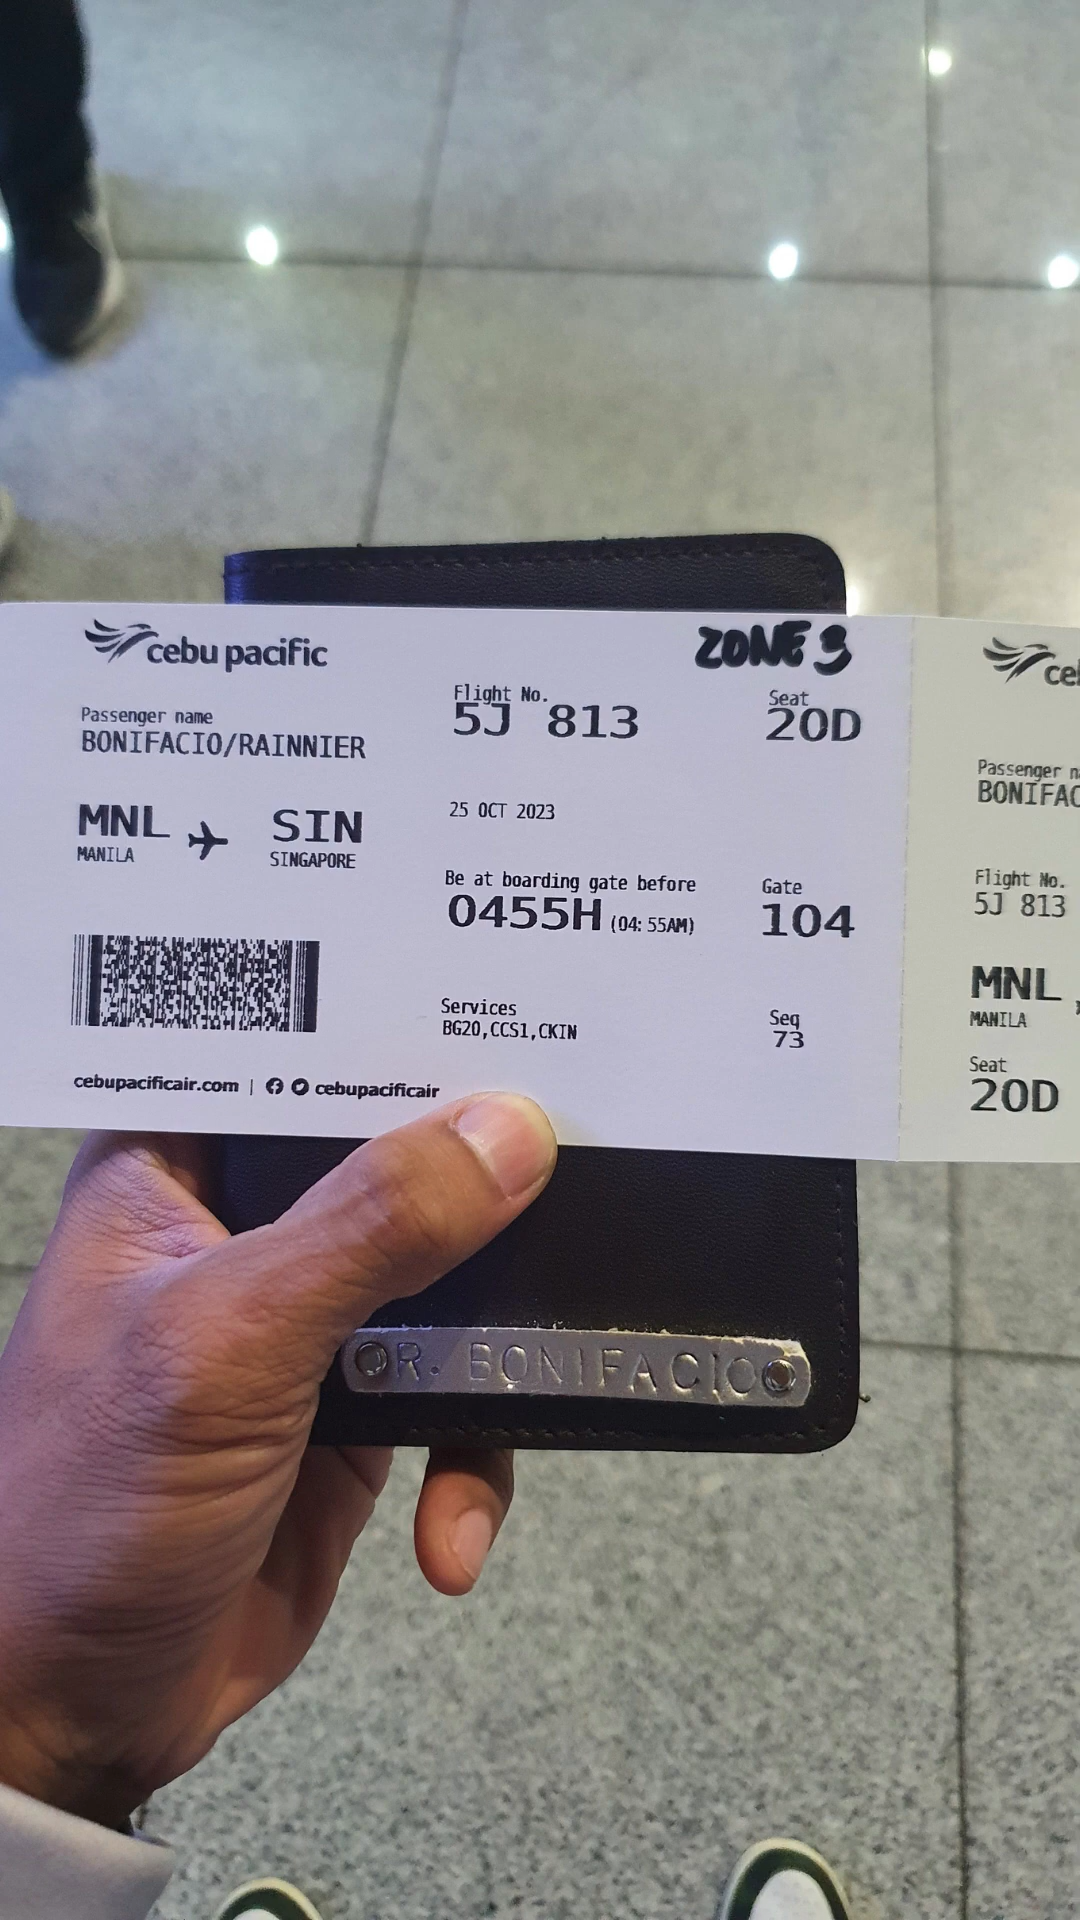 cebu pacific
ZONE 3
Passenger name
BONIFACIO/RAINNIER
Flight No.
5J 813
Seat
20D
MNL SIN
MANILA SINGAPORE
25 OCT 2023
Be at boarding gate before
0455H (04:55AM)
Gate
104
Services
BG20,CCS1,CKIN
Seq
73
cebupacificair.com | cebupacificair
ceb
Passenger na
BONIFAC
Flight No.
5J 813
MNL
MANILA
Seat
20D
R. BONIFACIO